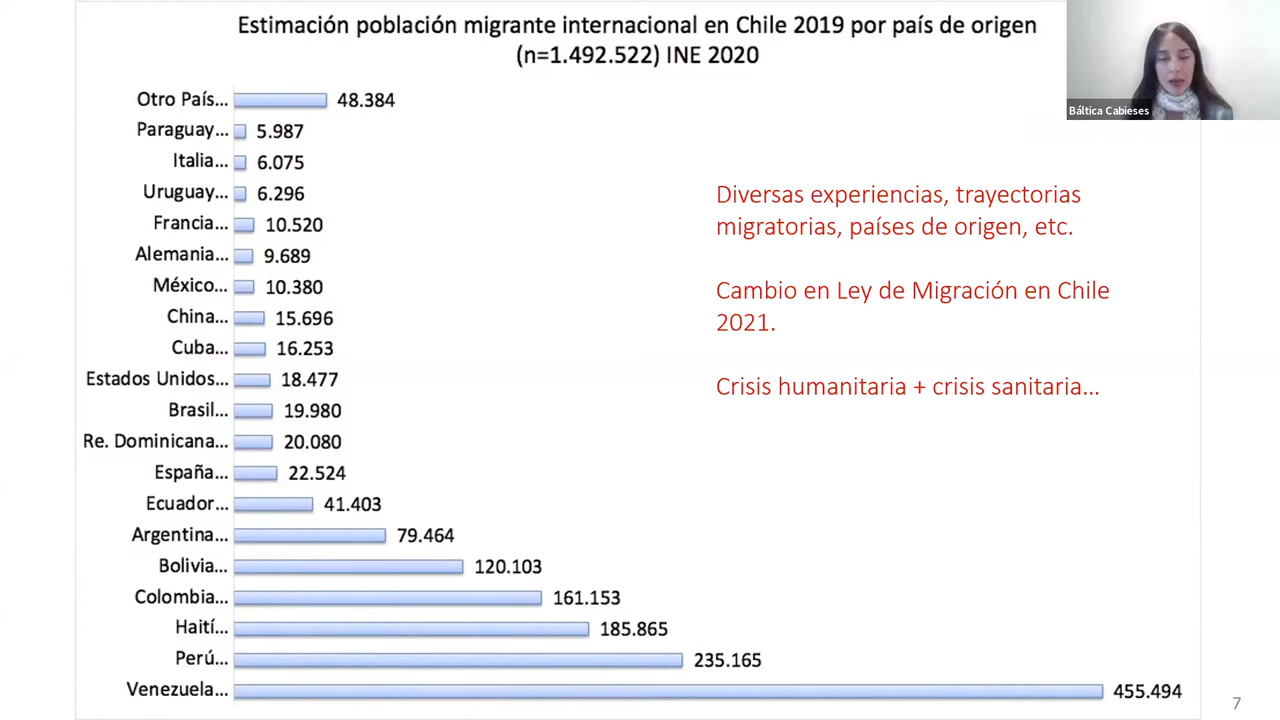 Estimación población migrante internacional en Chile 2019 por país de origen
(n=1.492.522) INE 2020
Báltica Cabieses
Otro País... 48.384
Paraguay... 5.987
Italia... 6.075
Uruguay... 6.296
Francia... 10.520
Alemania... 9.689
México... 10.380
China... 15.696
Cuba... 16.253
Estados Unidos... 18.477
Brasil... 19.980
Re. Dominicana... 20.080
España... 22.524
Ecuador... 41.403
Argentina... 79.464
Bolivia... 120.103
Colombia... 161.153
Haití... 185.865
Perú... 235.165
Venezuela... 455.494
Diversas experiencias, trayectorias
migratorias, países de origen, etc.
Cambio en Ley de Migración en Chile
2021.
Crisis humanitaria + crisis sanitaria...
7